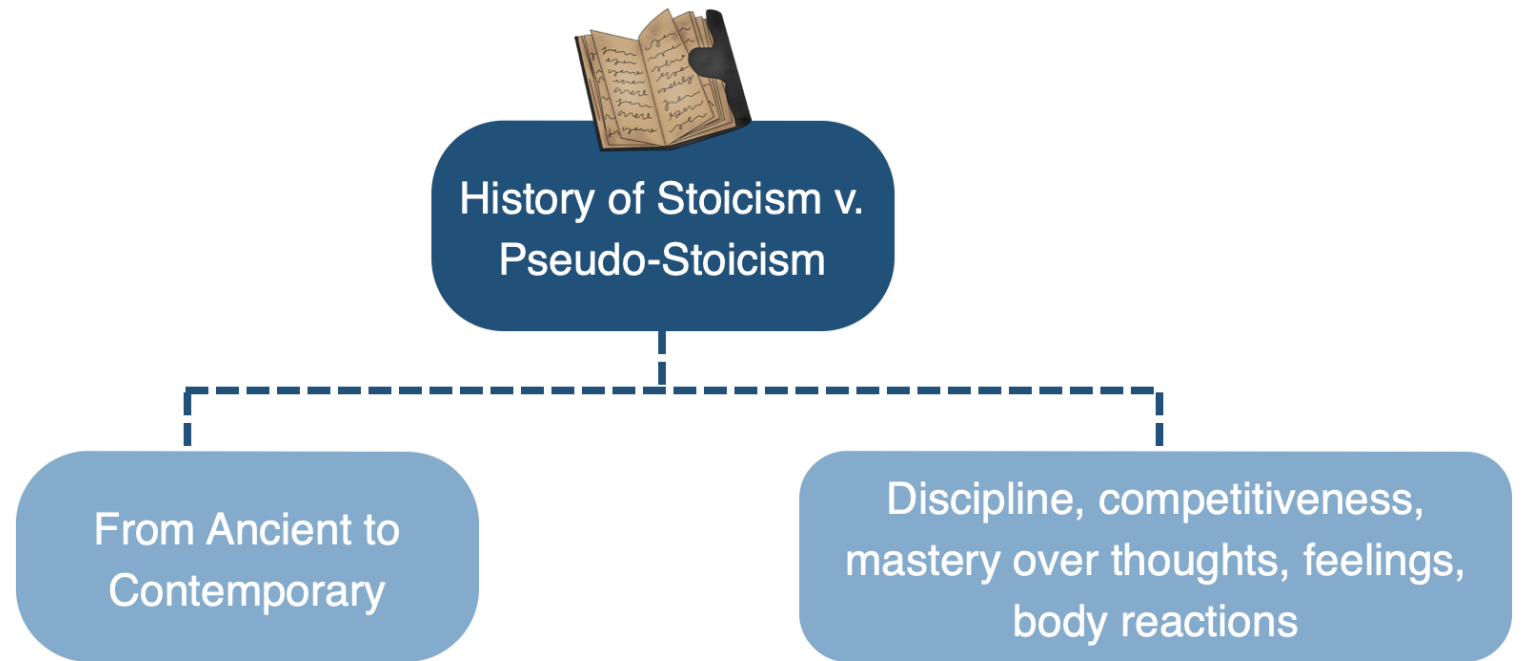 History of Stoicism v.
Pseudo-Stoicism
From Ancient to
Contemporary
Discipline, competitiveness,
mastery over thoughts, feelings,
body reactions